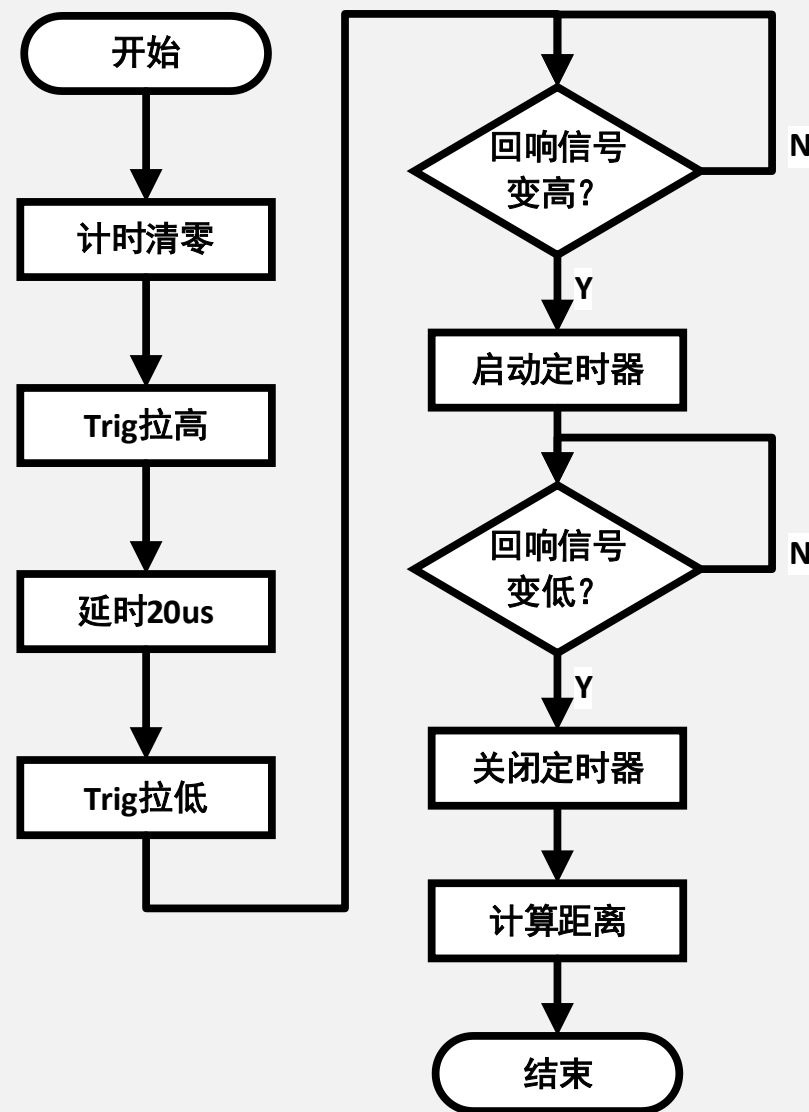 开始
计时清零
Trig拉高
延时20us
Trig拉低
回响信号
变高？
N
Y
启动定时器
回响信号
变低？
N
Y
关闭定时器
计算距离
结束